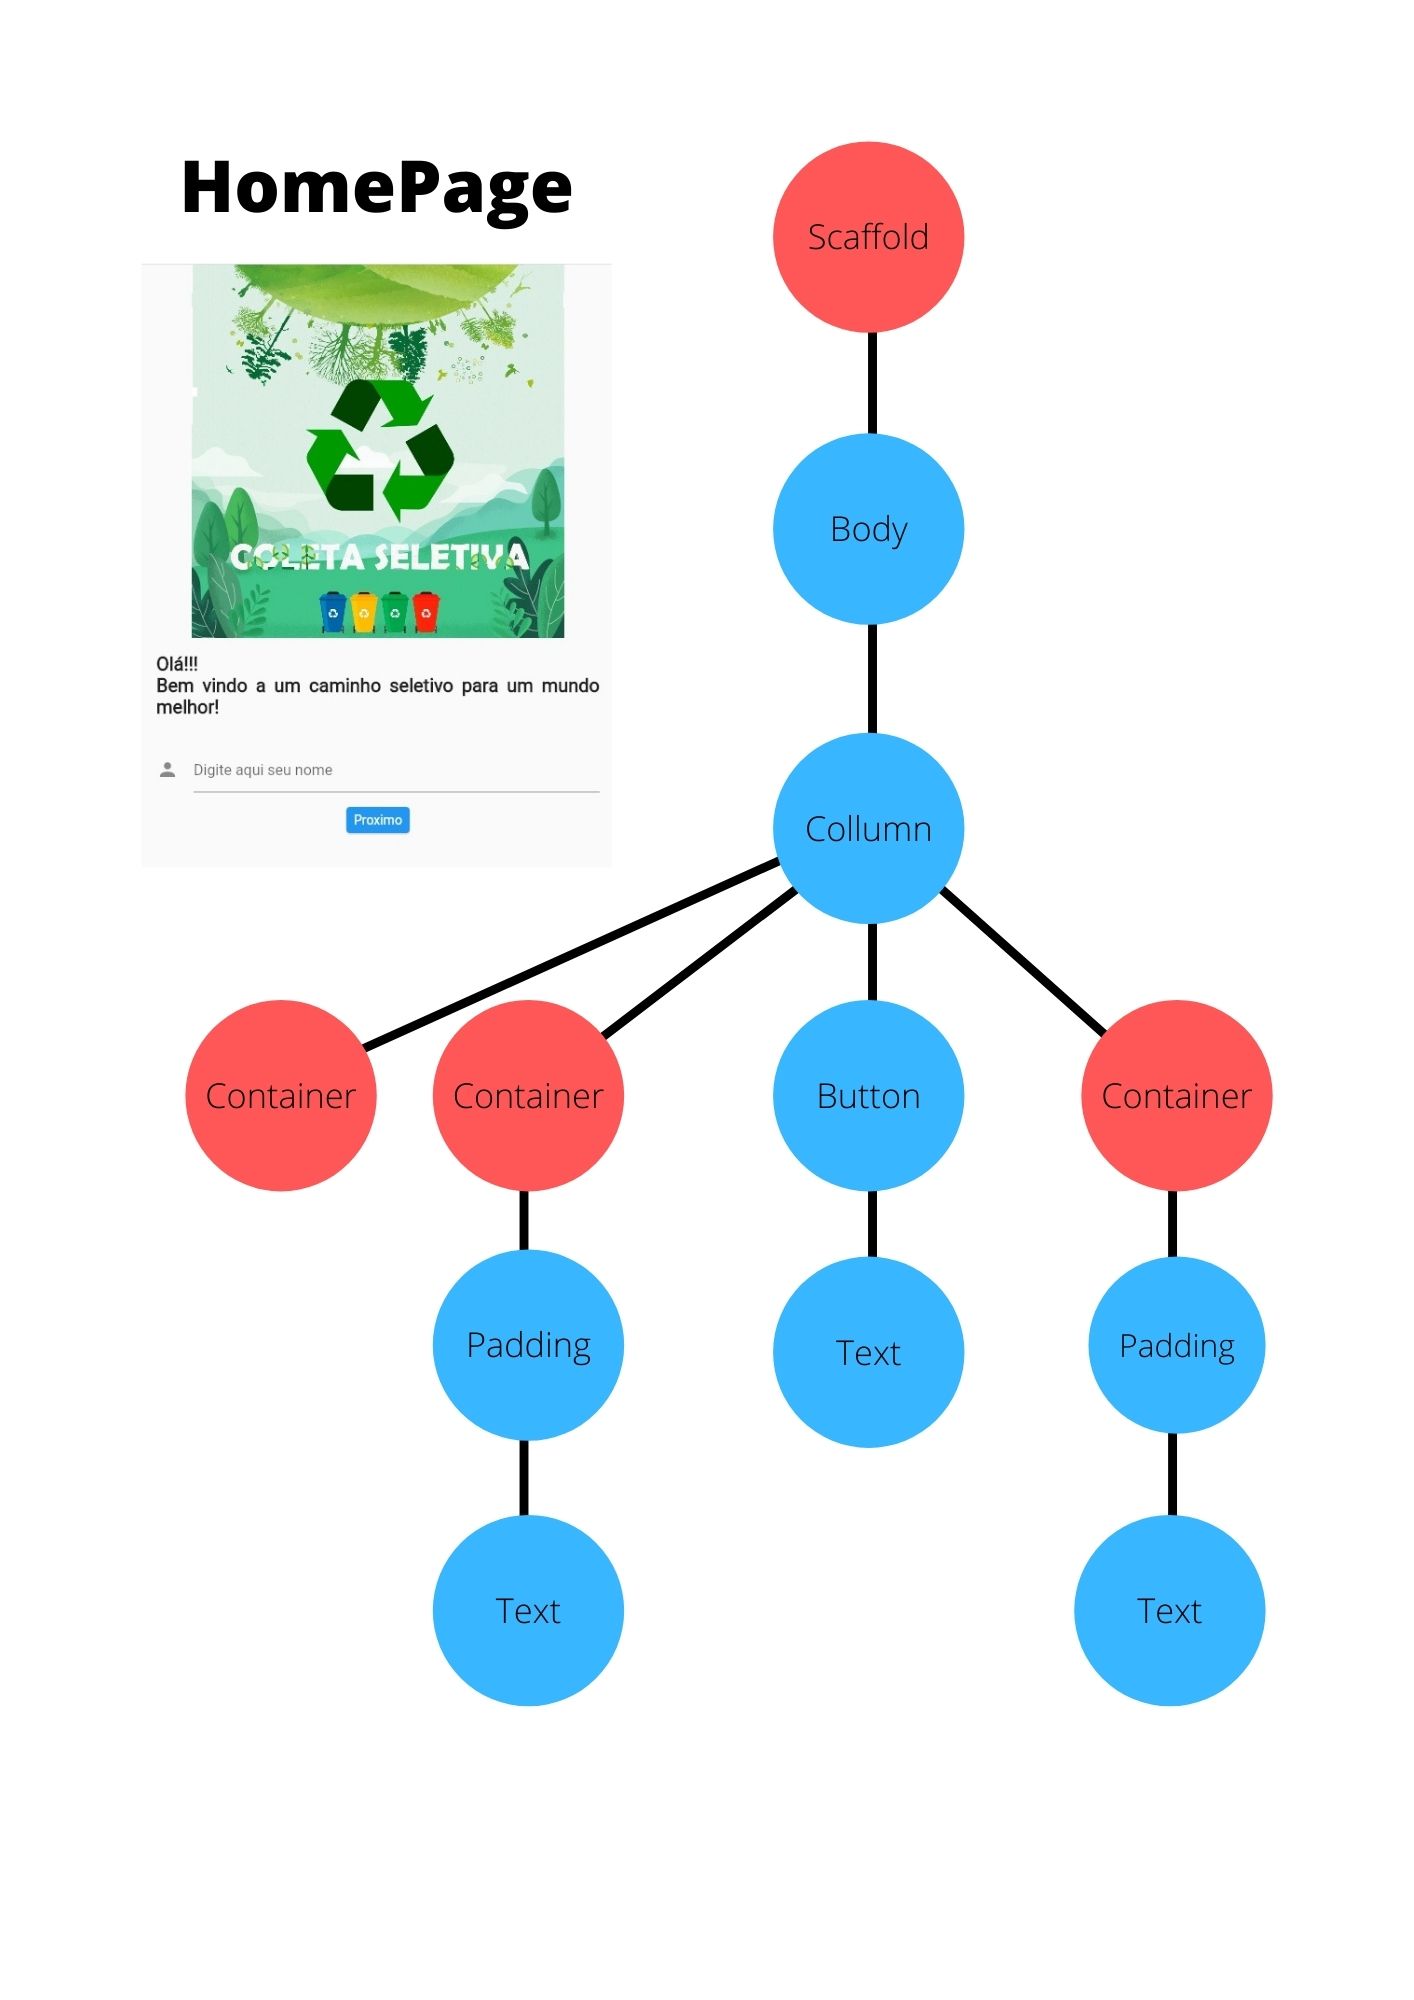 HomePage
COLETA SELETIVA
Olá!!!
Bem vindo a um caminho seletivo para um mundo
melhor!
Digite aqui seu nome
Proximo
Scaffold
Body
Collumn
Container
Container
Button
Container
Padding
Text
Padding
Text
Text